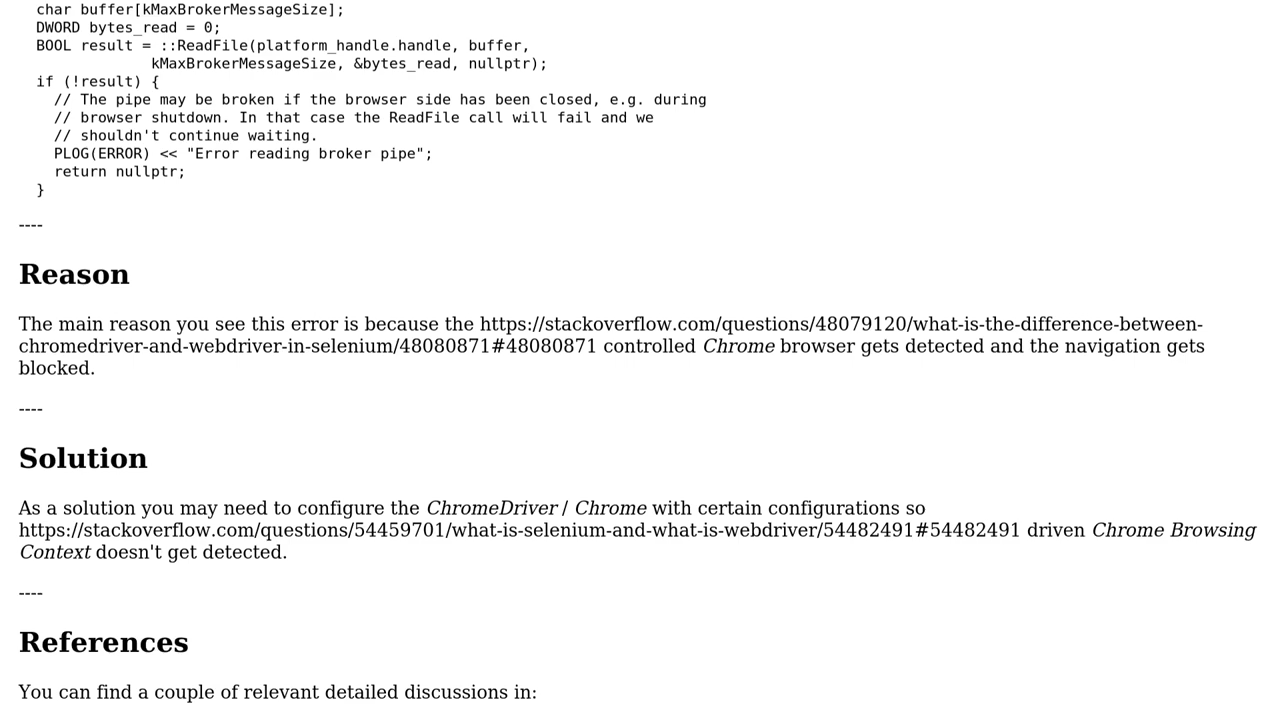 char buffer[kMaxBrokerMessageSize];
DWORD bytes_read = 0;
BOOL result = ::ReadFile(platform_handle.handle, buffer,
kMaxBrokerMessageSize, &bytes_read, nullptr);
if (!result) {
// The pipe may be broken if the browser side has been closed, e.g. during
// browser shutdown. In that case the ReadFile call will fail and we
// shouldn't continue waiting.
PLOG(ERROR) << "Error reading broker pipe";
return nullptr;
}
----
Reason
The main reason you see this error is because the https://stackoverflow.com/questions/48079120/what-is-the-difference-between-
chromedriver-and-webdriver-in-selenium/48080871#48080871 controlled Chrome browser gets detected and the navigation gets
blocked.
----
Solution
As a solution you may need to configure the ChromeDriver / Chrome with certain configurations so
https://stackoverflow.com/questions/54459701/what-is-selenium-and-what-is-webdriver/54482491#54482491 driven Chrome Browsing
Context doesn't get detected.
----
References
You can find a couple of relevant detailed discussions in: